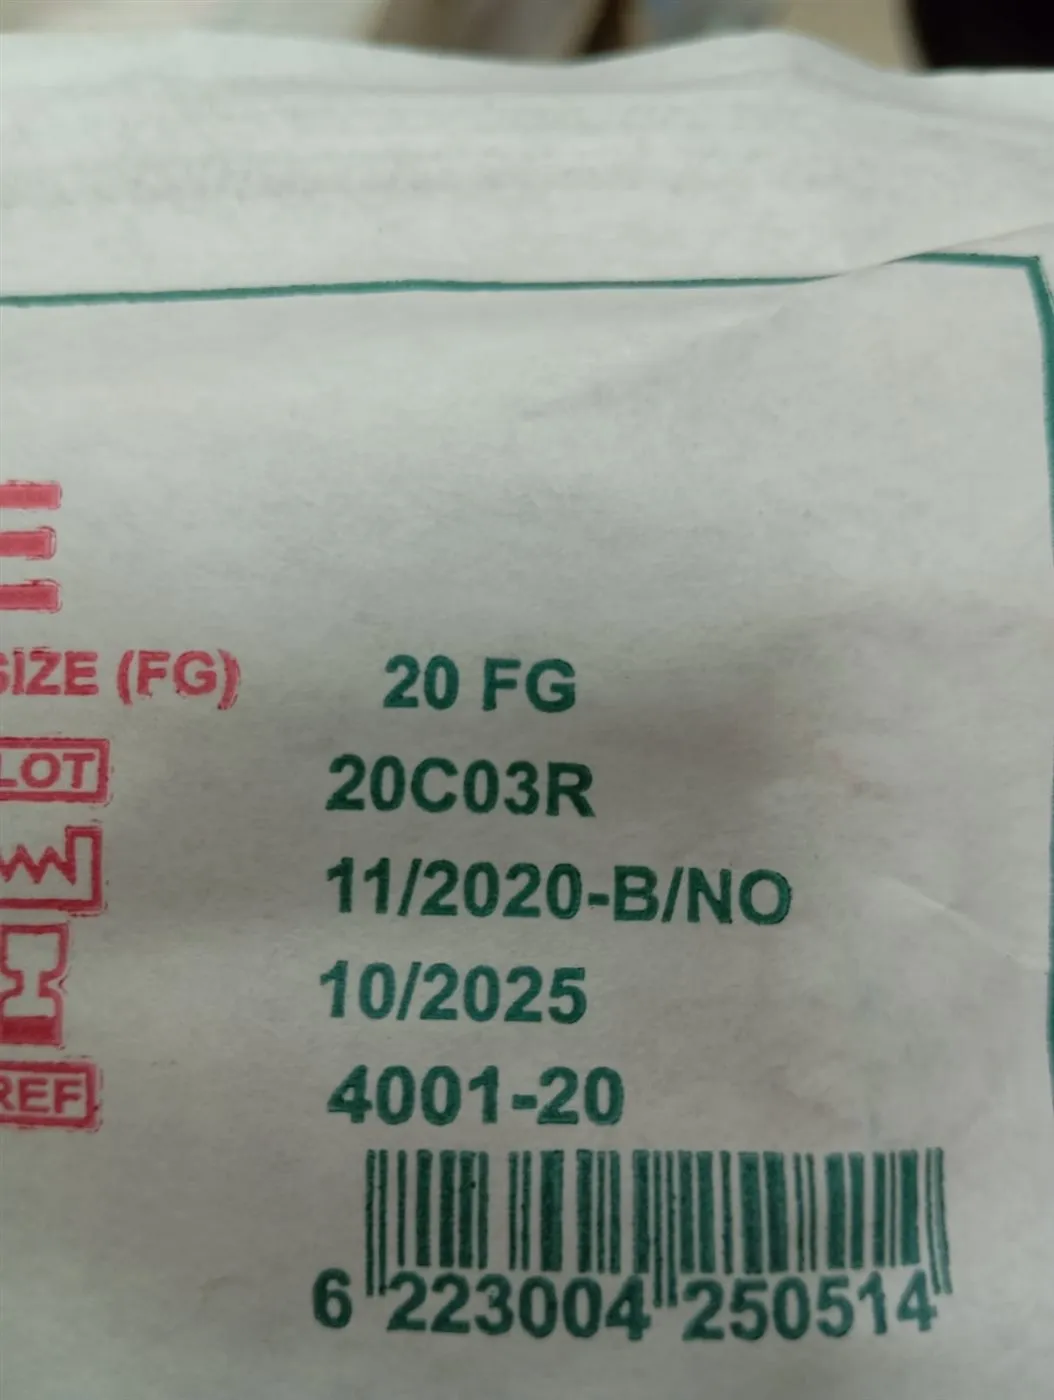 SIZE (FG) 20 FG
LOT 20C03R
11/2020-B/NO
10/2025
REF 4001-20
6 223004 250514